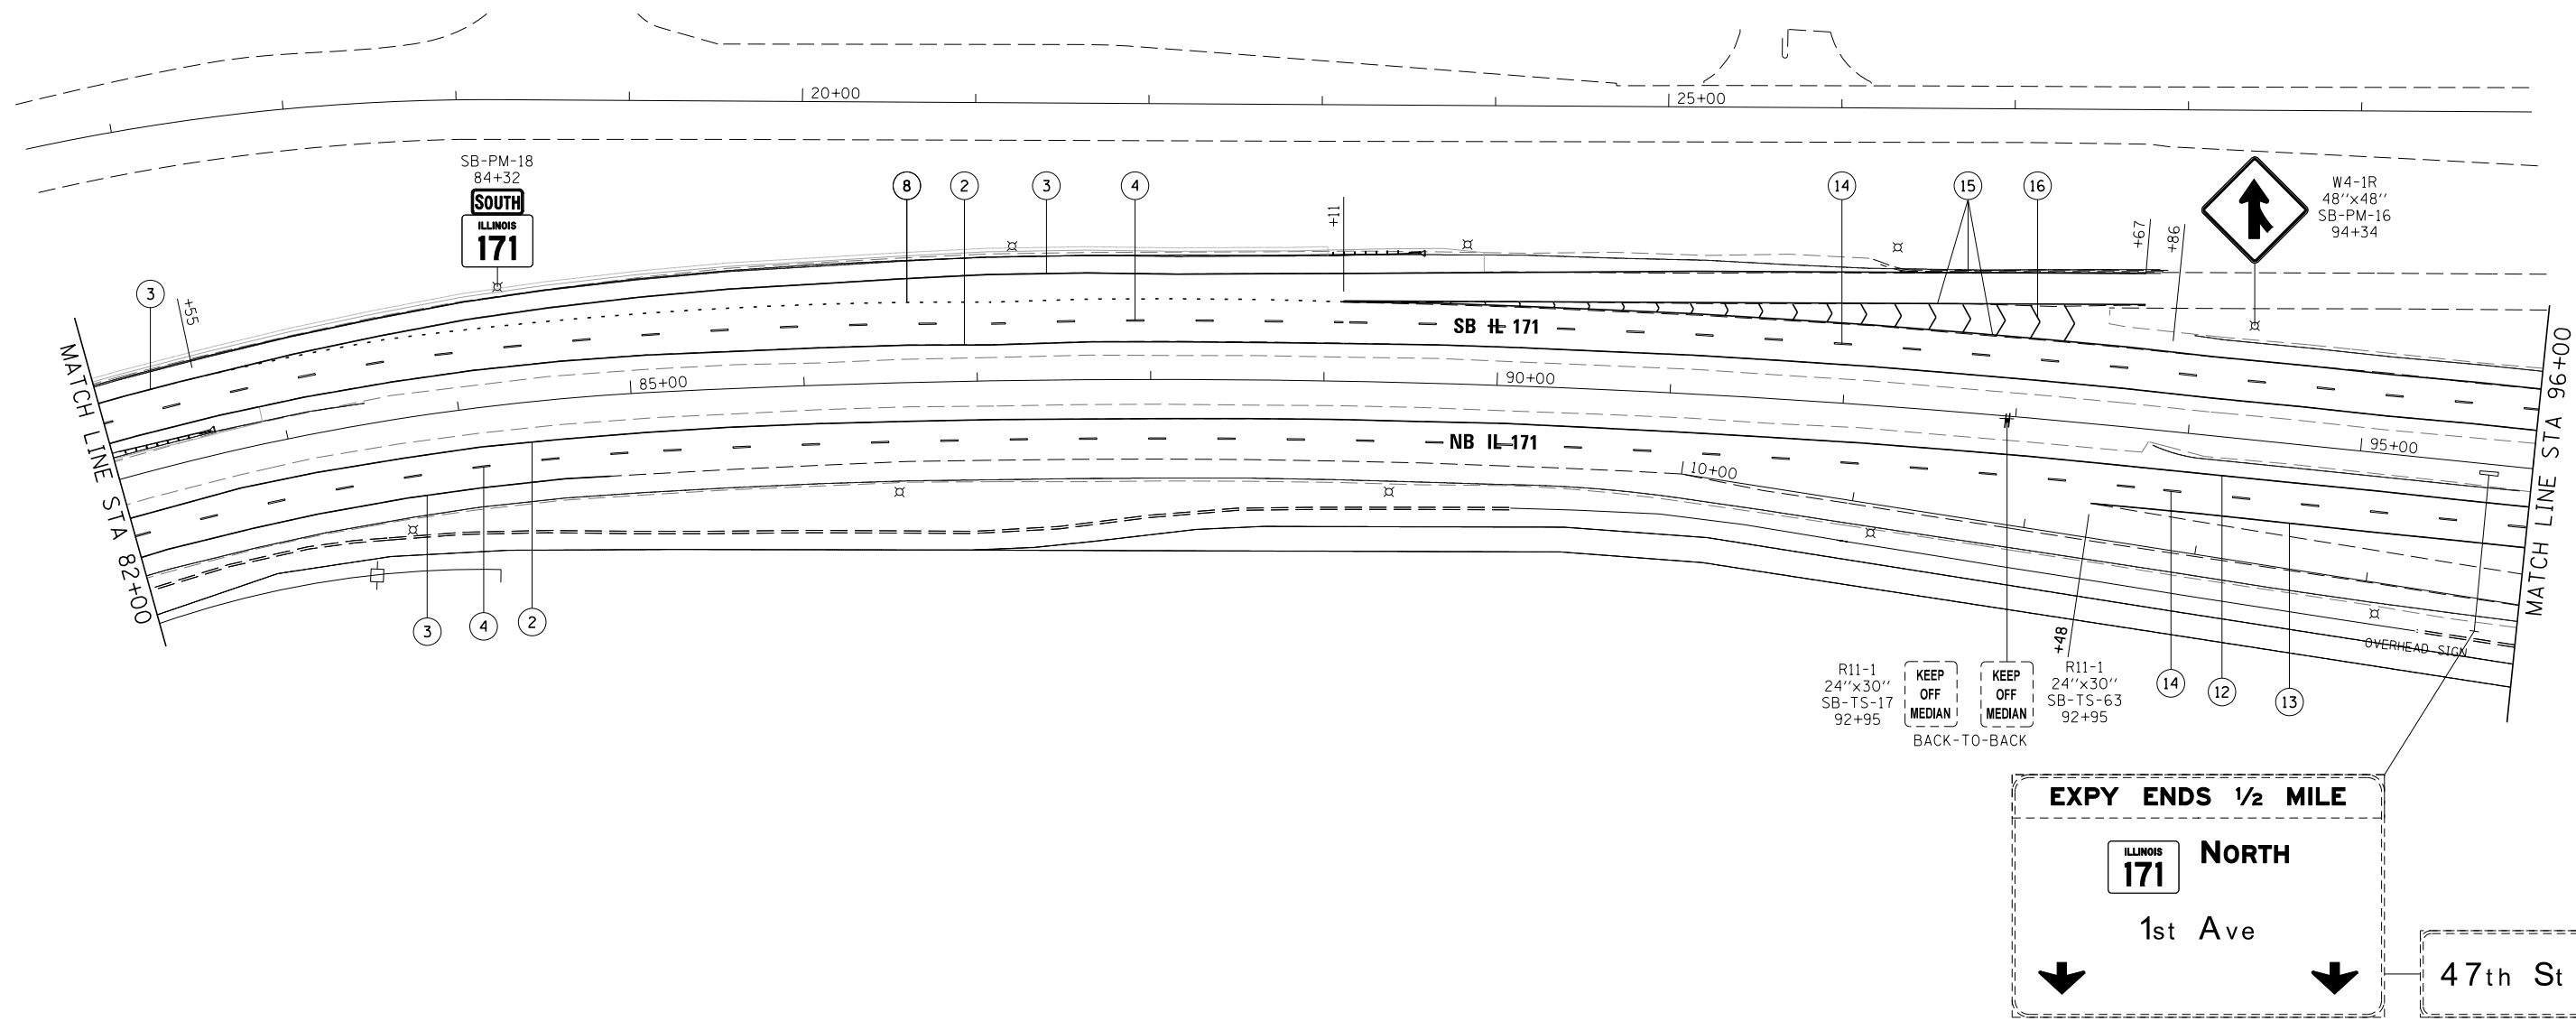 20+00
25+00
SB-PM-18
84+32
SOUTH
ILLINOIS
171
8
2
3
4
+11
14
15
16
+67
+86
W4-1R
48''x48''
SB-PM-16
94+34
3
+55
SB IL 171
MATCH LINE STA 82+00
85+00
90+00
95+00
MATCH LINE STA 96+00
NB IL 171
10+00
3
4
2
+48
OVERHEAD SIGN
R11-1
24''x30''
SB-TS-17
92+95
KEEP
OFF
MEDIAN
KEEP
OFF
MEDIAN
BACK-TO-BACK
R11-1
24''x30''
SB-TS-63
92+95
14
12
13
EXPY ENDS 1/2 MILE
ILLINOIS
171
NORTH
1st Ave
47th St